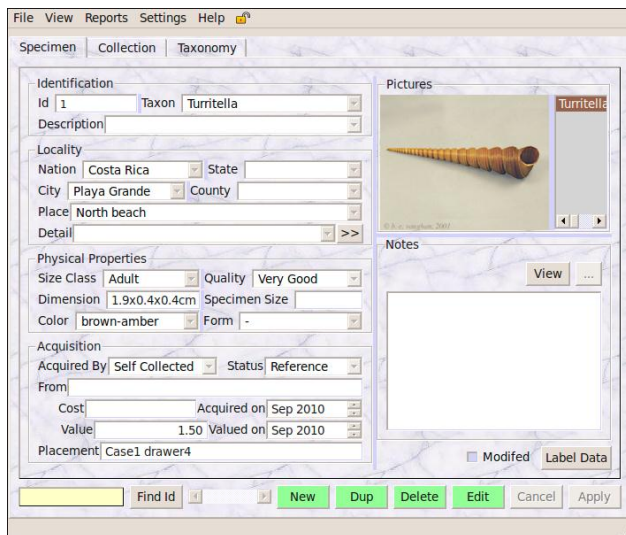 File View Reports Settings Help
Specimen Collection Taxonomy
Identification
Id 1 Taxon Turritella
Description
Locality
Nation Costa Rica State
City Playa Grande County
Place North beach
Detail >>
Physical Properties
Size Class Adult Quality Very Good
Dimension 1.9x0.4x0.4cm Specimen Size
Color brown-amber Form -
Acquisition
Acquired By Self Collected Status Reference
From
Cost Acquired on Sep 2010
Value 1.50 Valued on Sep 2010
Placement Case1 drawer4
Pictures
Turritella
Notes
View ...
Modifed Label Data
Find Id New Dup Delete Edit Cancel Apply